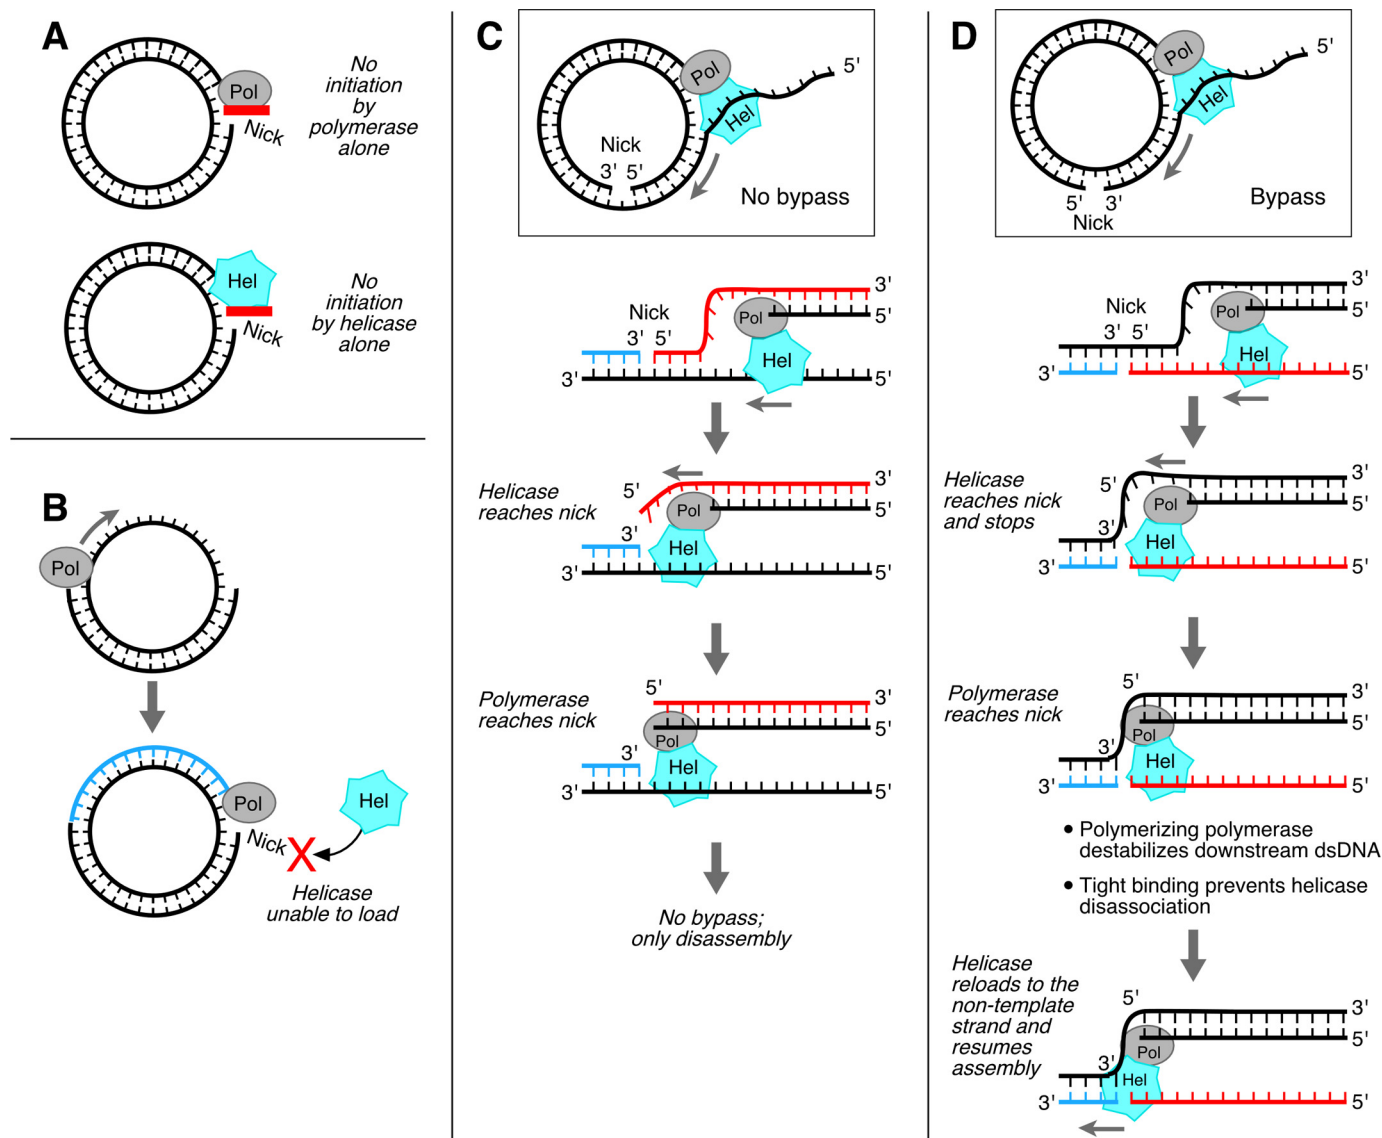 A
Pol
Nick
No
initiation
by
polymerase
alone
Hel
Nick
No
initiation
by helicase
alone
B
Pol
Pol
Hel
Nick
X
Helicase
unable to load
C
Pol
Hel
5'
Nick
3' 5'
No bypass
Nick
3' 5'
Pol
Hel
3'
5'
3'
5'
Helicase
reaches nick
5'
3'
Pol
Hel
3'
5'
3'
5'
Polymerase
reaches nick
5'
3'
Pol
Hel
3'
5'
3'
5'
No bypass;
only disassembly
D
Pol
Hel
5'
5' 3'
Nick
Bypass
Nick
3' 5'
Pol
Hel
3'
5'
3'
5'
Helicase
reaches nick
and stops
5'
3'
Pol
Hel
3'
5'
3'
5'
Polymerase
reaches nick
5'
3'
Pol
Hel
3'
5'
3'
5'
• Polymerizing polymerase
destabilizes downstream dsDNA
• Tight binding prevents helicase
disassociation
Helicase
reloads to the
non-template
strand and
resumes
assembly
5'
3'
Pol
Hel
3'
5'
3'
5'